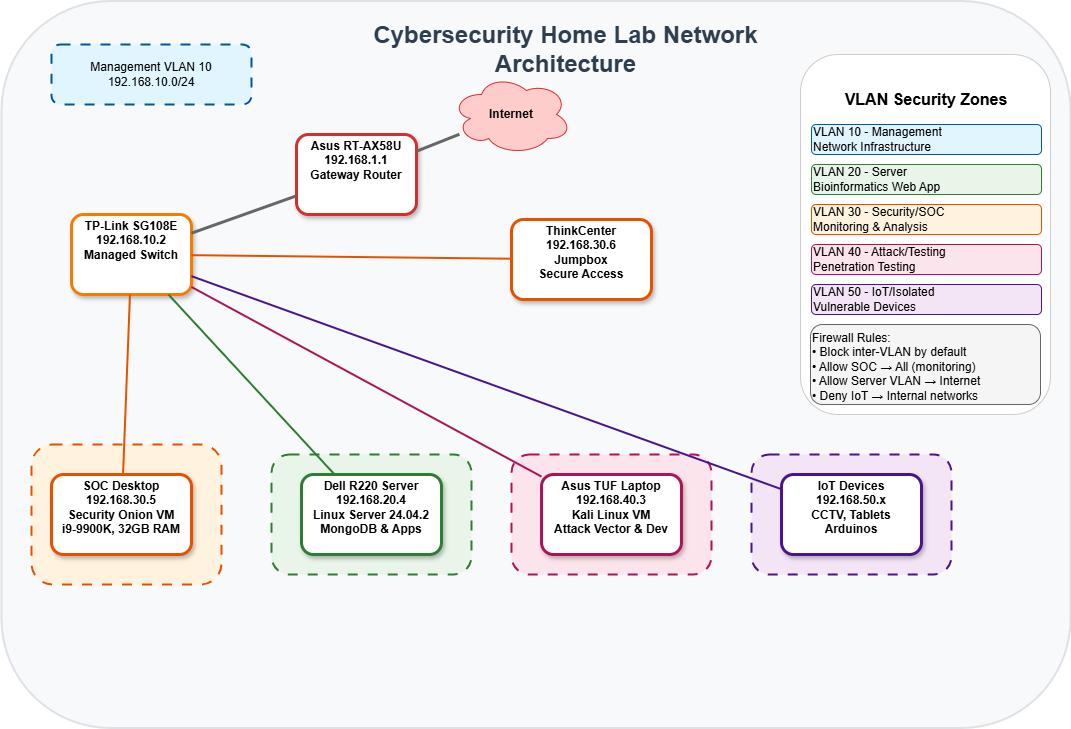 Cybersecurity Home Lab Network
Architecture
Management VLAN 10
192.168.10.0/24
Internet
Asus RT-AX58U
192.168.1.1
Gateway Router
TP-Link SG108E
192.168.10.2
Managed Switch
ThinkCenter
192.168.30.6
Jumpbox
Secure Access
VLAN Security Zones
VLAN 10 - Management
Network Infrastructure
VLAN 20 - Server
Bioinformatics Web App
VLAN 30 - Security/SOC
Monitoring & Analysis
VLAN 40 - Attack/Testing
Penetration Testing
VLAN 50 - IoT/Isolated
Vulnerable Devices
Firewall Rules:
• Block inter-VLAN by default
• Allow SOC → All (monitoring)
• Allow Server VLAN → Internet
• Deny IoT → Internal networks
SOC Desktop
192.168.30.5
Security Onion VM
i9-9900K, 32GB RAM
Dell R220 Server
192.168.20.4
Linux Server 24.04.2
MongoDB & Apps
Asus TUF Laptop
192.168.40.3
Kali Linux VM
Attack Vector & Dev
IoT Devices
192.168.50.x
CCTV, Tablets
Arduinos